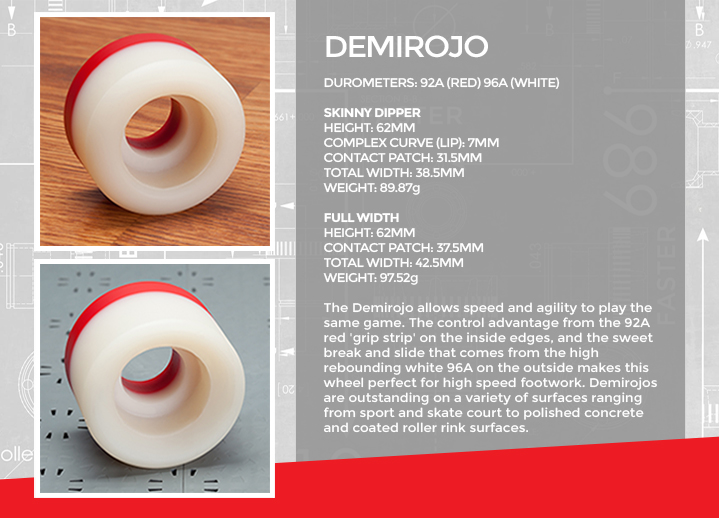 DEMIROJO
DUROMETERS: 92A (RED) 96A (WHITE)
SKINNY DIPPER
HEIGHT: 62MM
COMPLEX CURVE (LIP): 7MM
CONTACT PATCH: 31.5MM
TOTAL WIDTH: 38.5MM
WEIGHT: 89.87g
FULL WIDTH
HEIGHT: 62MM
CONTACT PATCH: 37.5MM
TOTAL WIDTH: 42.5MM
WEIGHT: 97.52g
The Demirojo allows speed and agility to play the
same game. The control advantage from the 92A
red 'grip strip' on the inside edges, and the sweet
break and slide that comes from the high
rebounding white 96A on the outside makes this
wheel perfect for high speed footwork. Demirojos
are outstanding on a variety of surfaces ranging
from sport and skate court to polished concrete
and coated roller rink surfaces.
B
B
FASTER